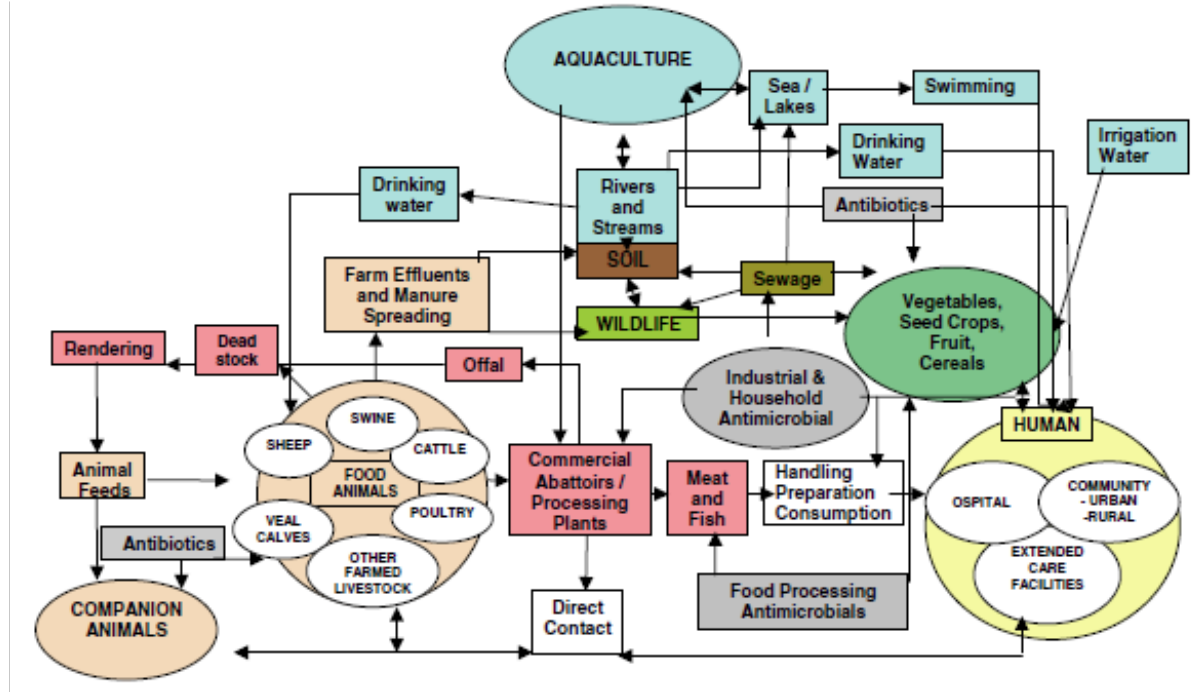 AQUACULTURE
Sea /
Lakes
Swimming
Drinking
Water
Irrigation
Water
Drinking
water
Rivers
and
Streams
Antibiotics
SOIL
Farm Effluents
and Manure
Spreading
Sewage
WILDLIFE
Vegetables,
Seed Crops,
Fruit,
Cereals
Rendering
Dead
stock
Offal
Industrial &
Household
Antimicrobial
HUMAN
SWINE
SHEEP
CATTLE
FOOD
ANIMALS
Animal
Feeds
Commercial
Abattoirs /
Processing
Plants
Meat
and
Fish
Handling
Preparation
Consumption
OSPITAL
COMMUNITY
- URBAN
-RURAL
VEAL
CALVES
POULTRY
Antibiotics
OTHER
FARMED
LIVESTOCK
EXTENDED
CARE
FACILITIES
COMPANION
ANIMALS
Direct
Contact
Food Processing
Antimicrobials